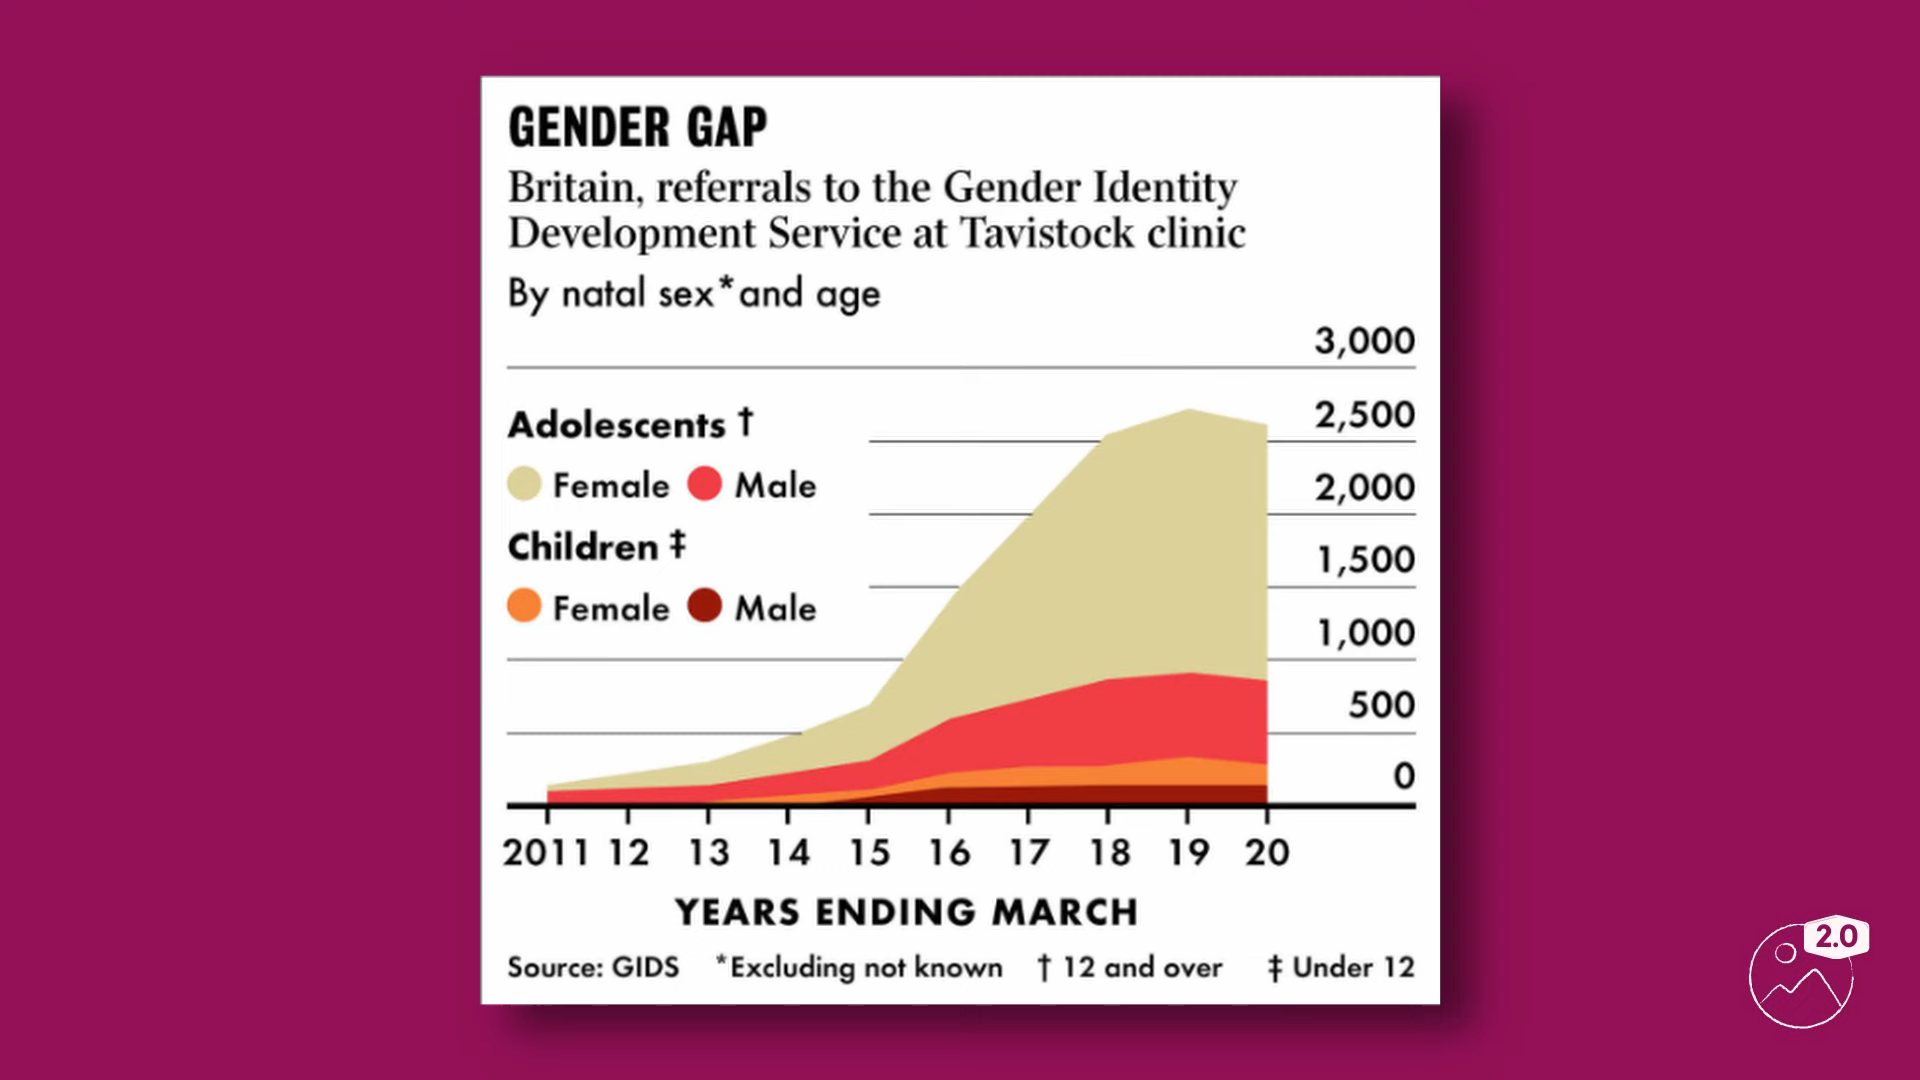 GENDER GAP
Britain, referrals to the Gender Identity
Development Service at Tavistock clinic
By natal sex* and age
3,000
Adolescents †
2,500
Female Male
2,000
Children ‡
1,500
Female Male
1,000
500
0
2011 12 13 14 15 16 17 18 19 20
YEARS ENDING MARCH
Source: GIDS *Excluding not known † 12 and over ‡ Under 12
2.0